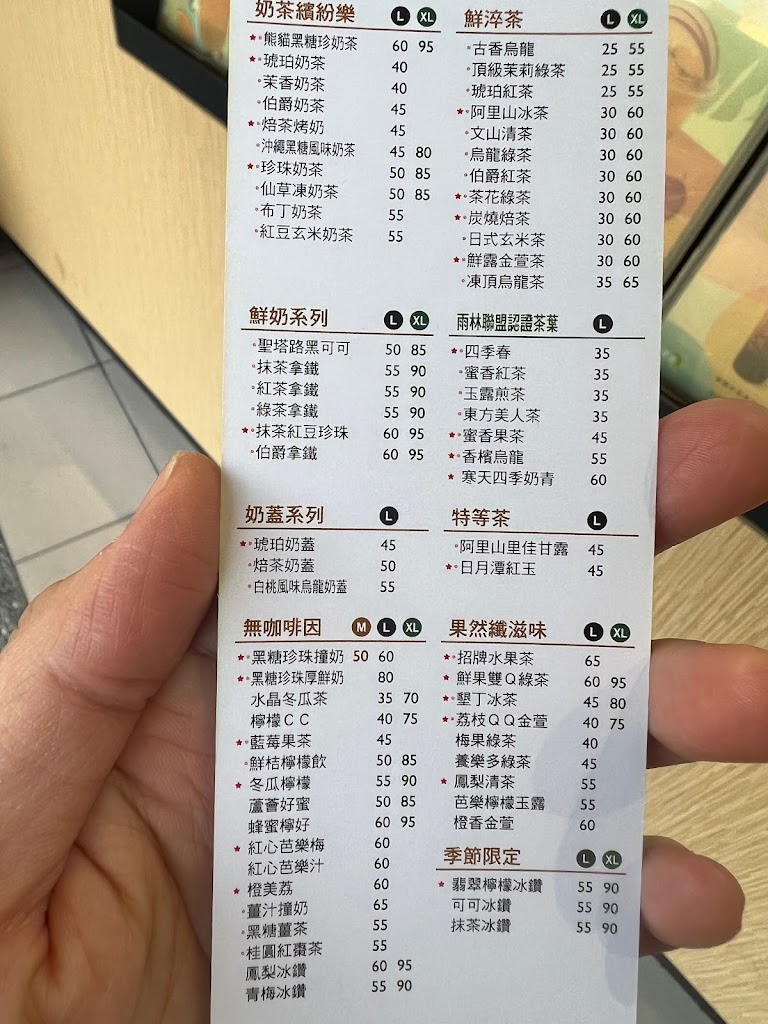 奶茶繽紛樂 L XL
★•熊貓黑糖珍奶茶 60 95
★•琥珀奶茶 40
•茉香奶茶 40
•伯爵奶茶 45
★•焙茶烤奶 45
•沖繩黑糖風味奶茶 45 80
★•珍珠奶茶 50 85
•仙草凍奶茶 50 85
•布丁奶茶 55
•紅豆玄米奶茶 55
鮮奶系列 L XL
•聖塔路黑可可 50 85
•抹茶拿鐵 55 90
•紅茶拿鐵 55 90
•綠茶拿鐵 55 90
★•抹茶紅豆珍珠 60 95
•伯爵拿鐵 60 95
奶蓋系列 L
★•琥珀奶蓋 45
•焙茶奶蓋 50
•白桃風味烏龍奶蓋 55
無咖啡因 M L XL
★•黑糖珍珠撞奶 50 60
★•黑糖珍珠厚鮮奶 80
水晶冬瓜茶 35 70
檸檬CC 40 75
★•藍莓果茶 45
•鮮桔檸檬飲 50 85
★ 冬瓜檸檬 55 90
蘆薈好蜜 50 85
蜂蜜檸好 60 95
★ 紅心芭樂梅 60
紅心芭樂汁 60
★ 橙美荔 60
•薑汁撞奶 65
•黑糖薑茶 55
•桂圓紅棗茶 55
鳳梨冰鑽 60 95
青梅冰鑽 55 90
鮮淬茶 L XL
•古香烏龍 25 55
•頂級茉莉綠茶 25 55
•琥珀紅茶 25 55
★•阿里山冰茶 30 60
•文山清茶 30 60
•烏龍綠茶 30 60
•伯爵紅茶 30 60
★•茶花綠茶 30 60
★•炭燒焙茶 30 60
•日式玄米茶 30 60
★•鮮露金萱茶 30 60
•凍頂烏龍茶 35 65
雨林聯盟認證茶葉 L
★•四季春 35
•蜜香紅茶 35
•玉露煎茶 35
•東方美人茶 35
★•蜜香果茶 45
★•香檳烏龍 55
★ 寒天四季奶青 60
特等茶 L
•阿里山里佳甘露 45
★•日月潭紅玉 45
果然纖滋味 L XL
★•招牌水果茶 65
★ 鮮果雙Q綠茶 60 95
★•墾丁冰茶 45 80
★•荔枝QQ金萱 40 75
梅果綠茶 40
養樂多綠茶 45
★ 鳳梨清茶 55
芭樂檸檬玉露 55
橙香金萱 60
季節限定 L XL
★ 翡翠檸檬冰鑽 55 90
可可冰鑽 55 90
抹茶冰鑽 55 90